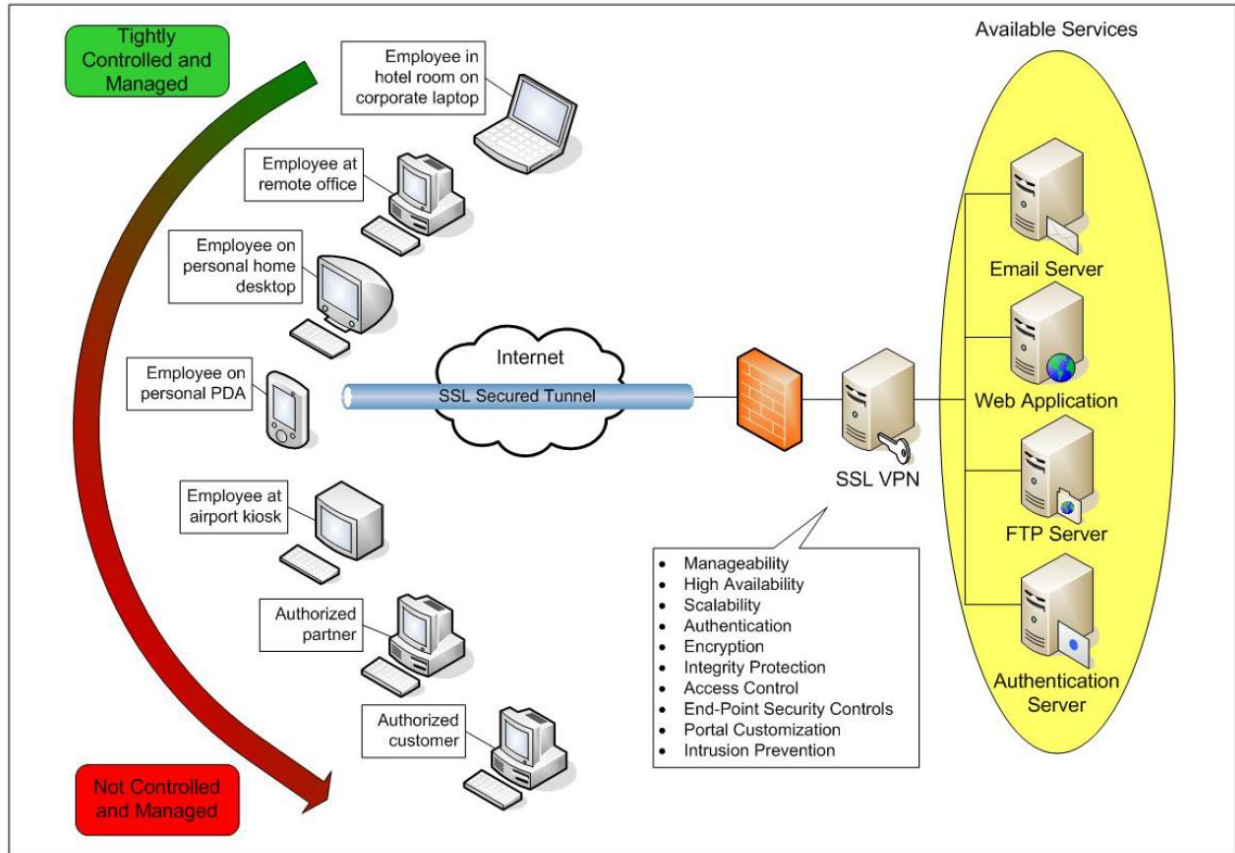 Tightly
Controlled and
Managed
Employee in
hotel room on
corporate laptop
Employee at
remote office
Employee on
personal home
desktop
Employee on
personal PDA
Employee at
airport kiosk
Authorized
partner
Authorized
customer
Not Controlled
and Managed
Internet
SSL Secured Tunnel
SSL VPN
• Manageability
• High Availability
• Scalability
• Authentication
• Encryption
• Integrity Protection
• Access Control
• End-Point Security Controls
• Portal Customization
• Intrusion Prevention
Available Services
Email Server
Web Application
FTP Server
Authentication
Server